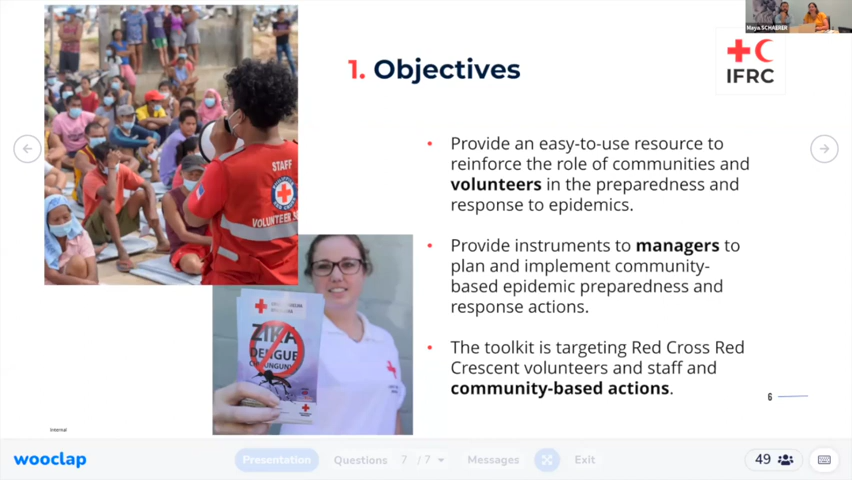 Maya SCHAERER
1. Objectives
IFRC
STAFF
VOLUNTEER
Provide an easy-to-use resource to
reinforce the role of communities and
volunteers in the preparedness and
response to epidemics.
Provide instruments to managers to
plan and implement community-
based epidemic preparedness and
response actions.
The toolkit is targeting Red Cross Red
Crescent volunteers and staff and
community-based actions.
ZIKA
DENGUE
6
Internal
wooclap
Presentation
Questions
7 / 7
Messages
Exit
49